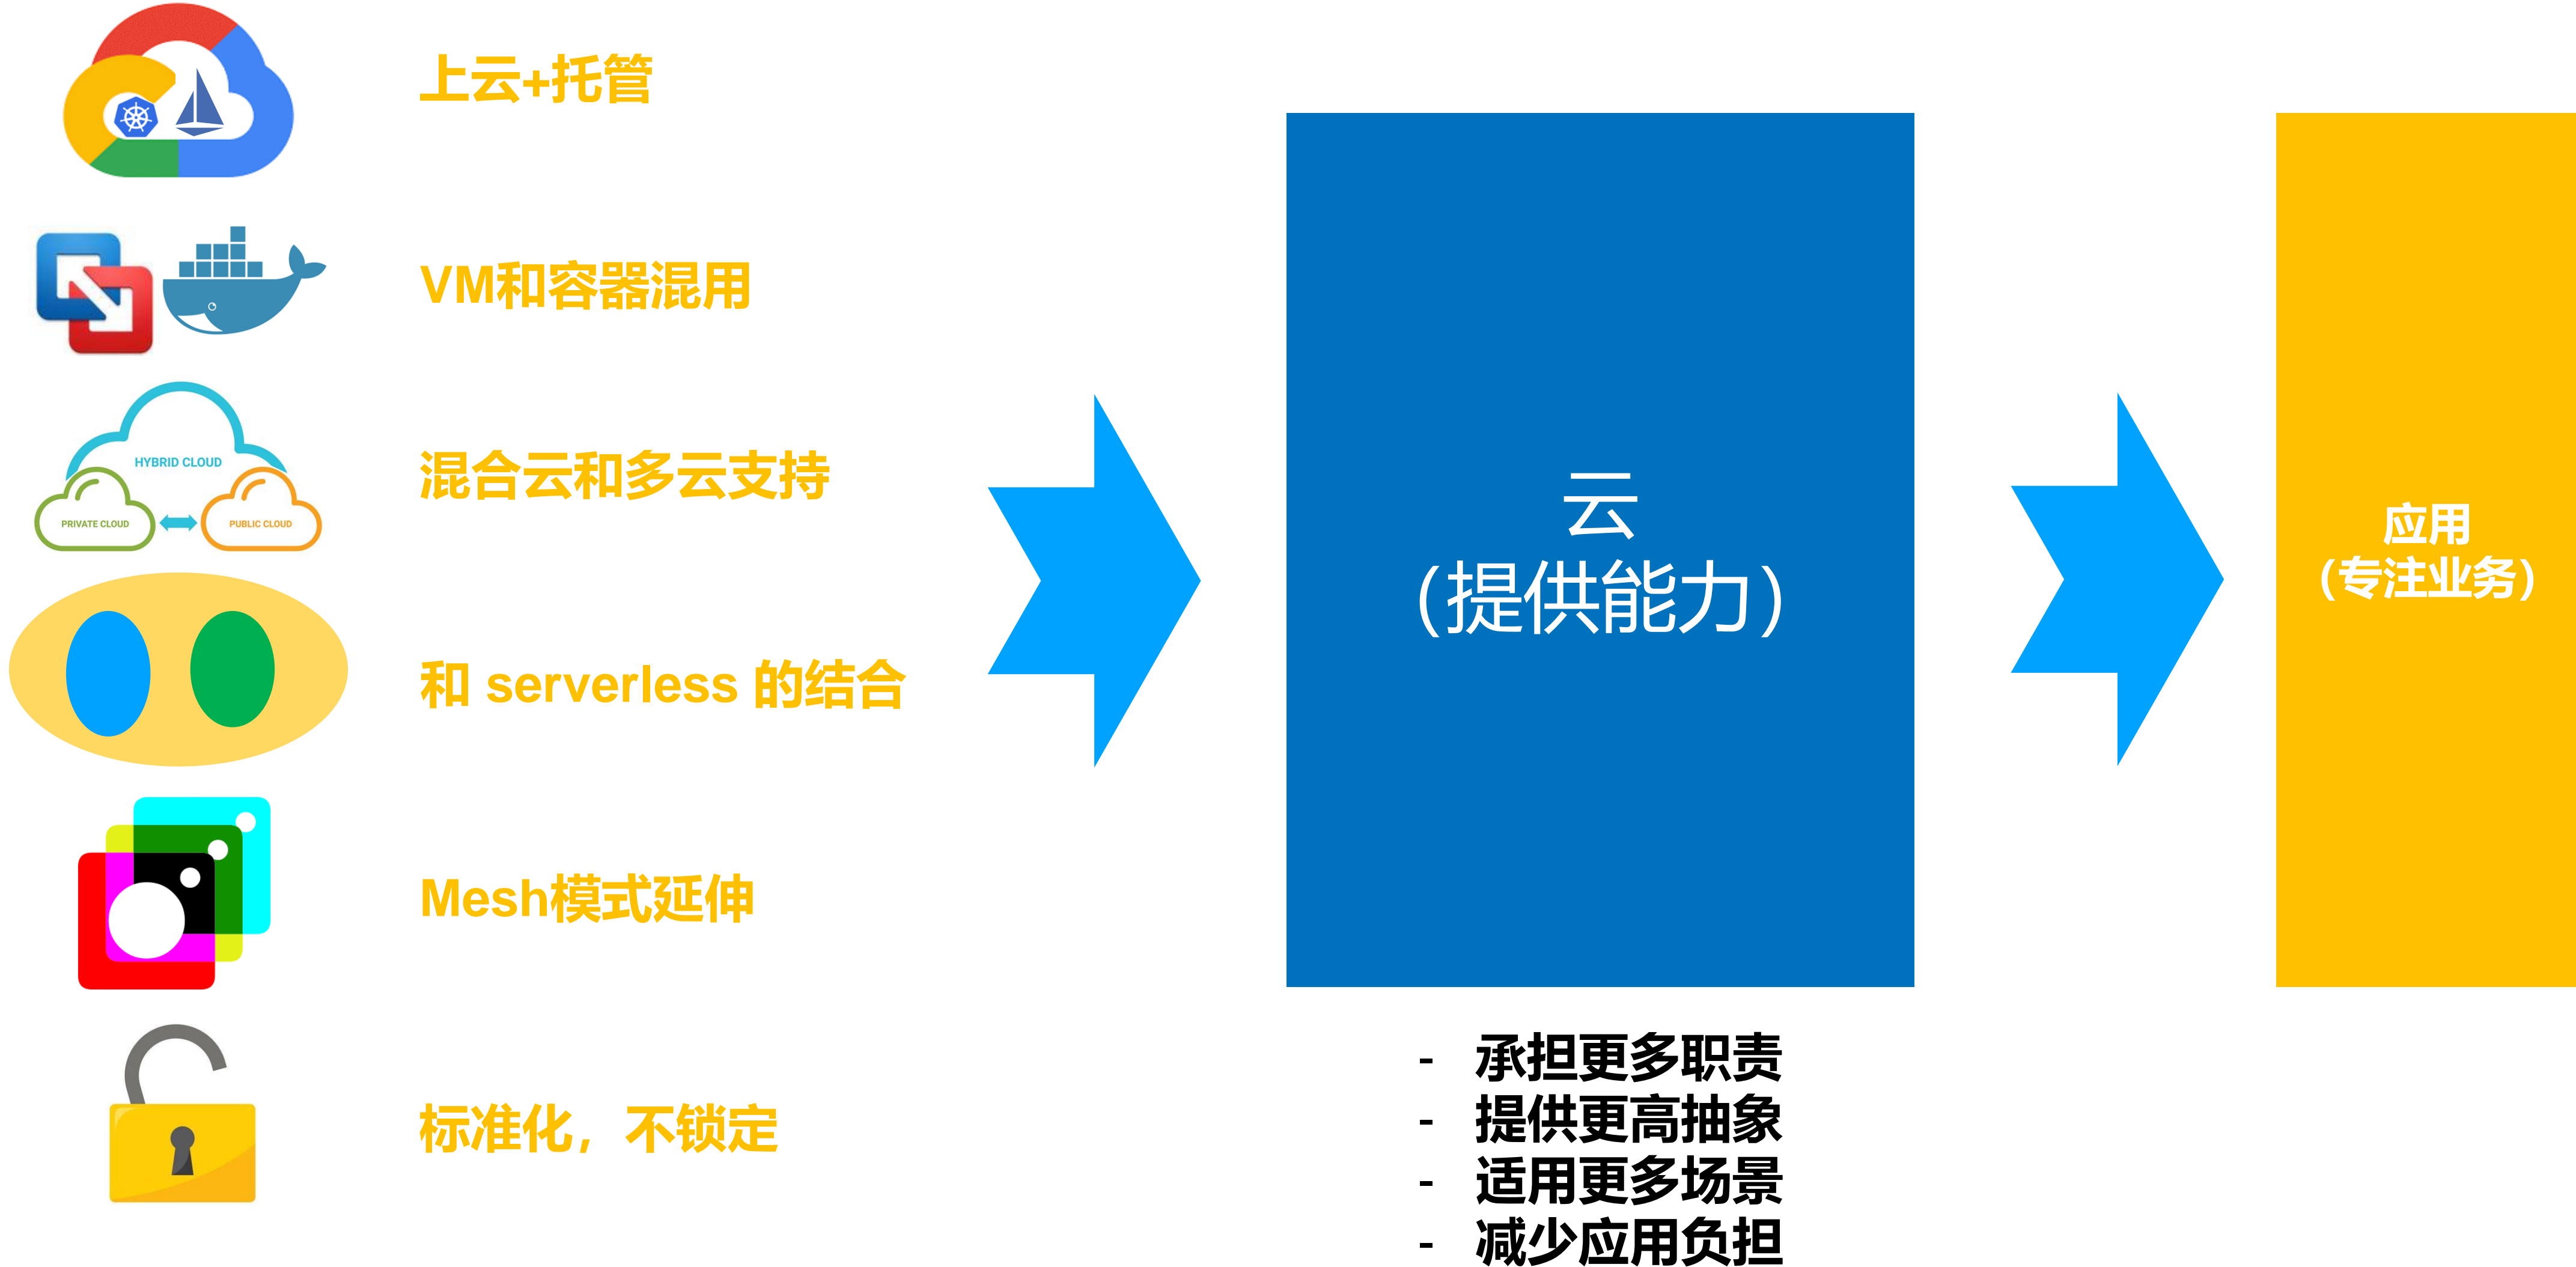 上云+托管
VM和容器混用
HYBRID CLOUD
PRIVATE CLOUD
PUBLIC CLOUD
混合云和多云支持
和 serverless 的结合
Mesh模式延伸
标准化，不锁定
云
（提供能力）
- 承担更多职责
- 提供更高抽象
- 适用更多场景
- 减少应用负担
应用
（专注业务）